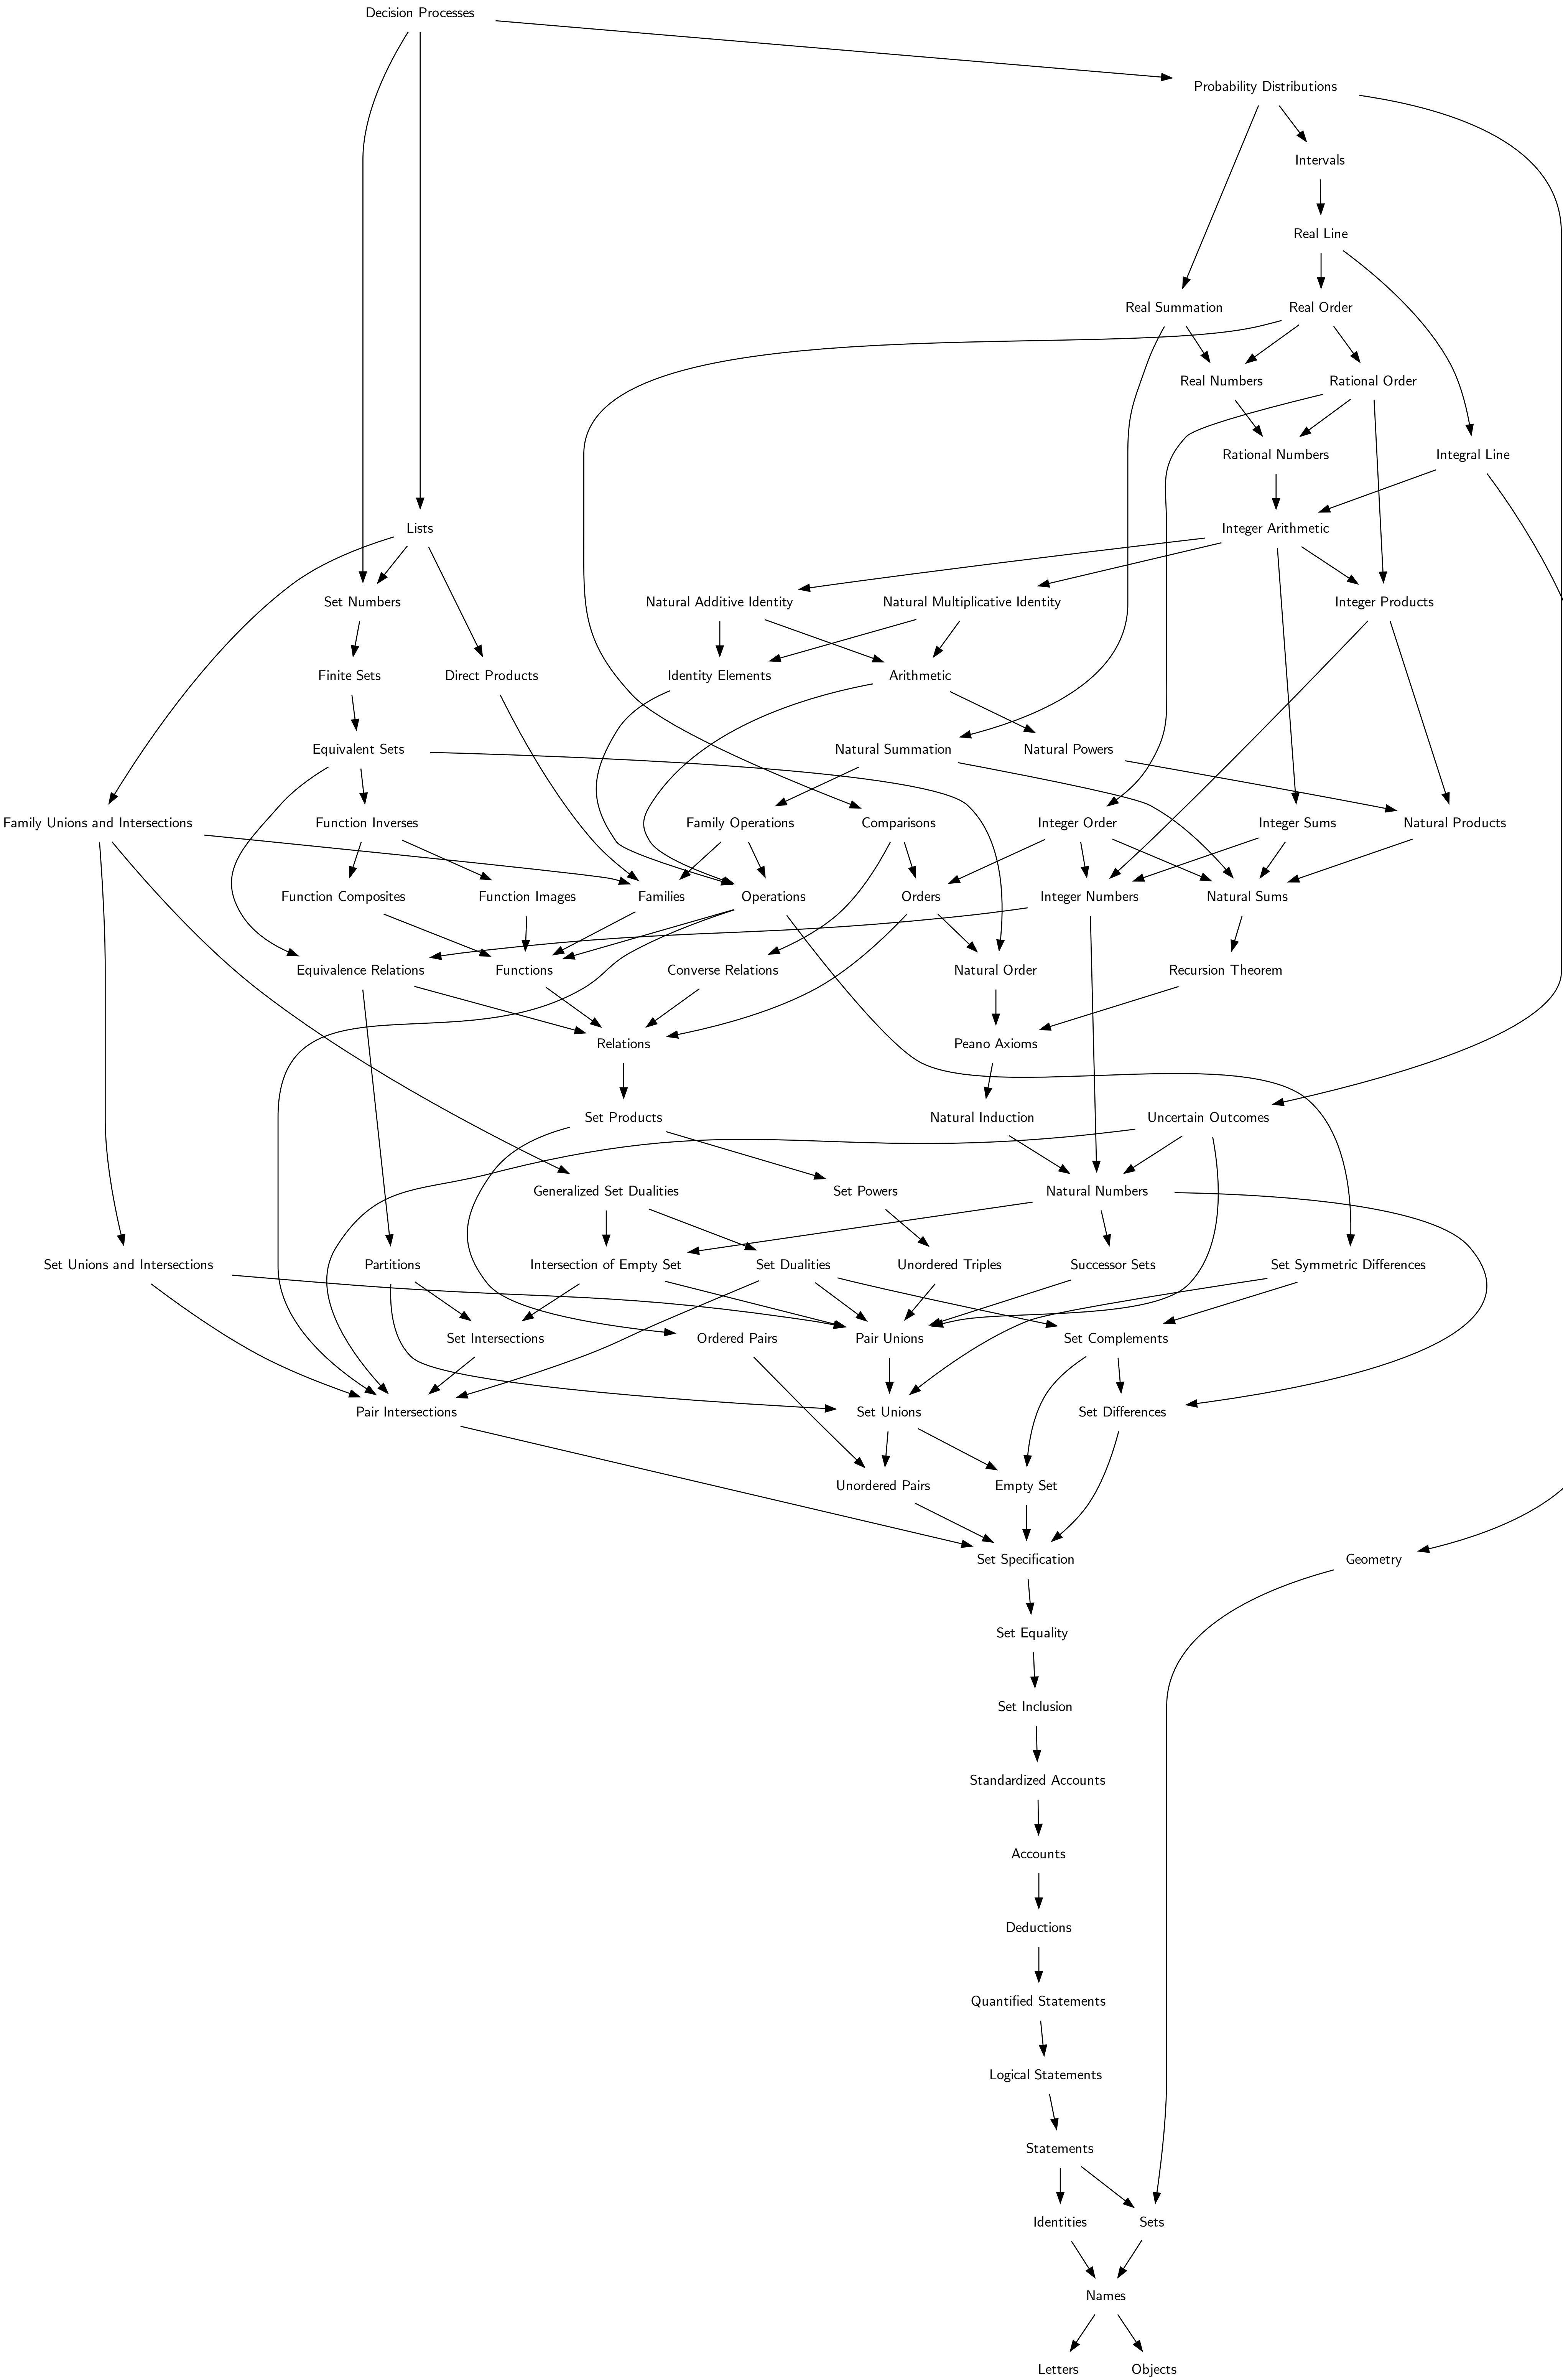 Decision Processes
Probability Distributions
Intervals
Real Line
Real Summation
Real Order
Real Numbers
Rational Order
Rational Numbers
Integral Line
Lists
Integer Arithmetic
Set Numbers
Natural Additive Identity
Natural Multiplicative Identity
Integer Products
Finite Sets
Direct Products
Identity Elements
Arithmetic
Equivalent Sets
Natural Summation
Natural Powers
Family Unions and Intersections
Function Inverses
Family Operations
Comparisons
Integer Order
Integer Sums
Natural Products
Function Composites
Function Images
Families
Operations
Orders
Integer Numbers
Natural Sums
Equivalence Relations
Functions
Converse Relations
Natural Order
Recursion Theorem
Relations
Peano Axioms
Set Products
Natural Induction
Uncertain Outcomes
Generalized Set Dualities
Set Powers
Natural Numbers
Set Unions and Intersections
Partitions
Intersection of Empty Set
Set Dualities
Unordered Triples
Successor Sets
Set Symmetric Differences
Set Intersections
Ordered Pairs
Pair Unions
Set Complements
Pair Intersections
Set Unions
Set Differences
Unordered Pairs
Empty Set
Set Specification
Geometry
Set Equality
Set Inclusion
Standardized Accounts
Accounts
Deductions
Quantified Statements
Logical Statements
Statements
Identities
Sets
Names
Letters
Objects